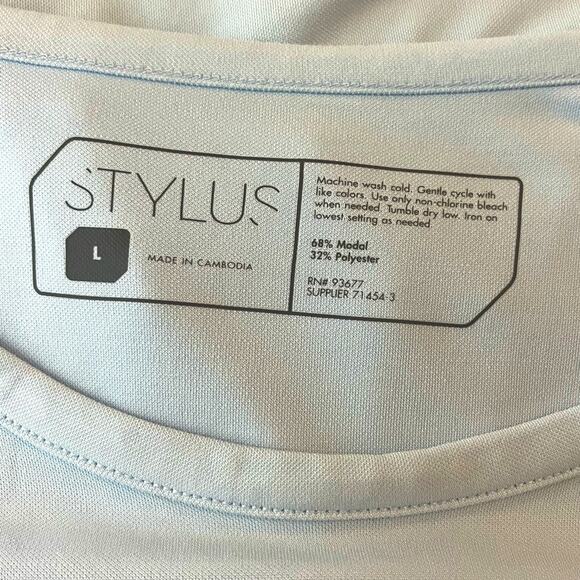 STYLUS
L
MADE IN CAMBODIA
Machine wash cold. Gentle cycle with
like colors. Use only non-chlorine bleach
when needed. Tumble dry low. Iron on
lowest setting as needed.
68% Modal
32% Polyester
RN# 93677
SUPPLIER 71454-3